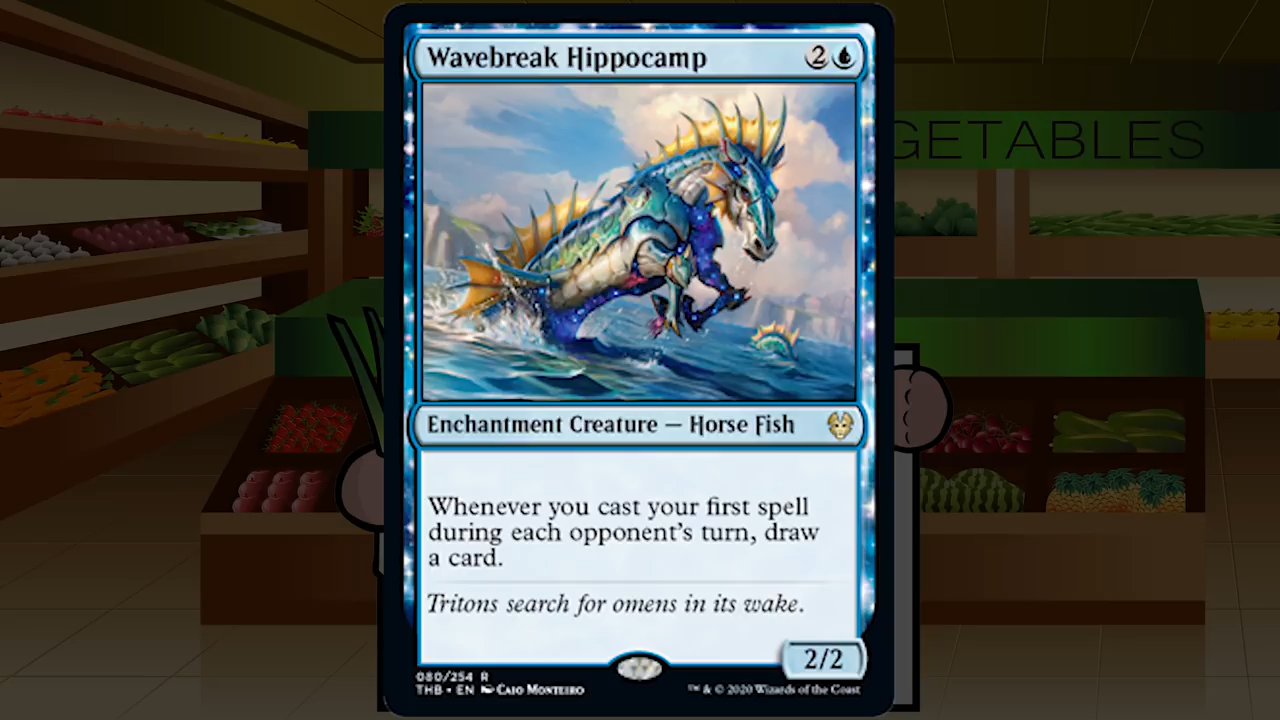 Wavebreak Hippocamp 2
GETABLES
Enchantment Creature — Horse Fish
Whenever you cast your first spell
during each opponent's turn, draw
a card.
Tritons search for omens in its wake.
2/2
080/254 R
THB • EN Caio Monteiro
™ & © 2020 Wizards of the Coast